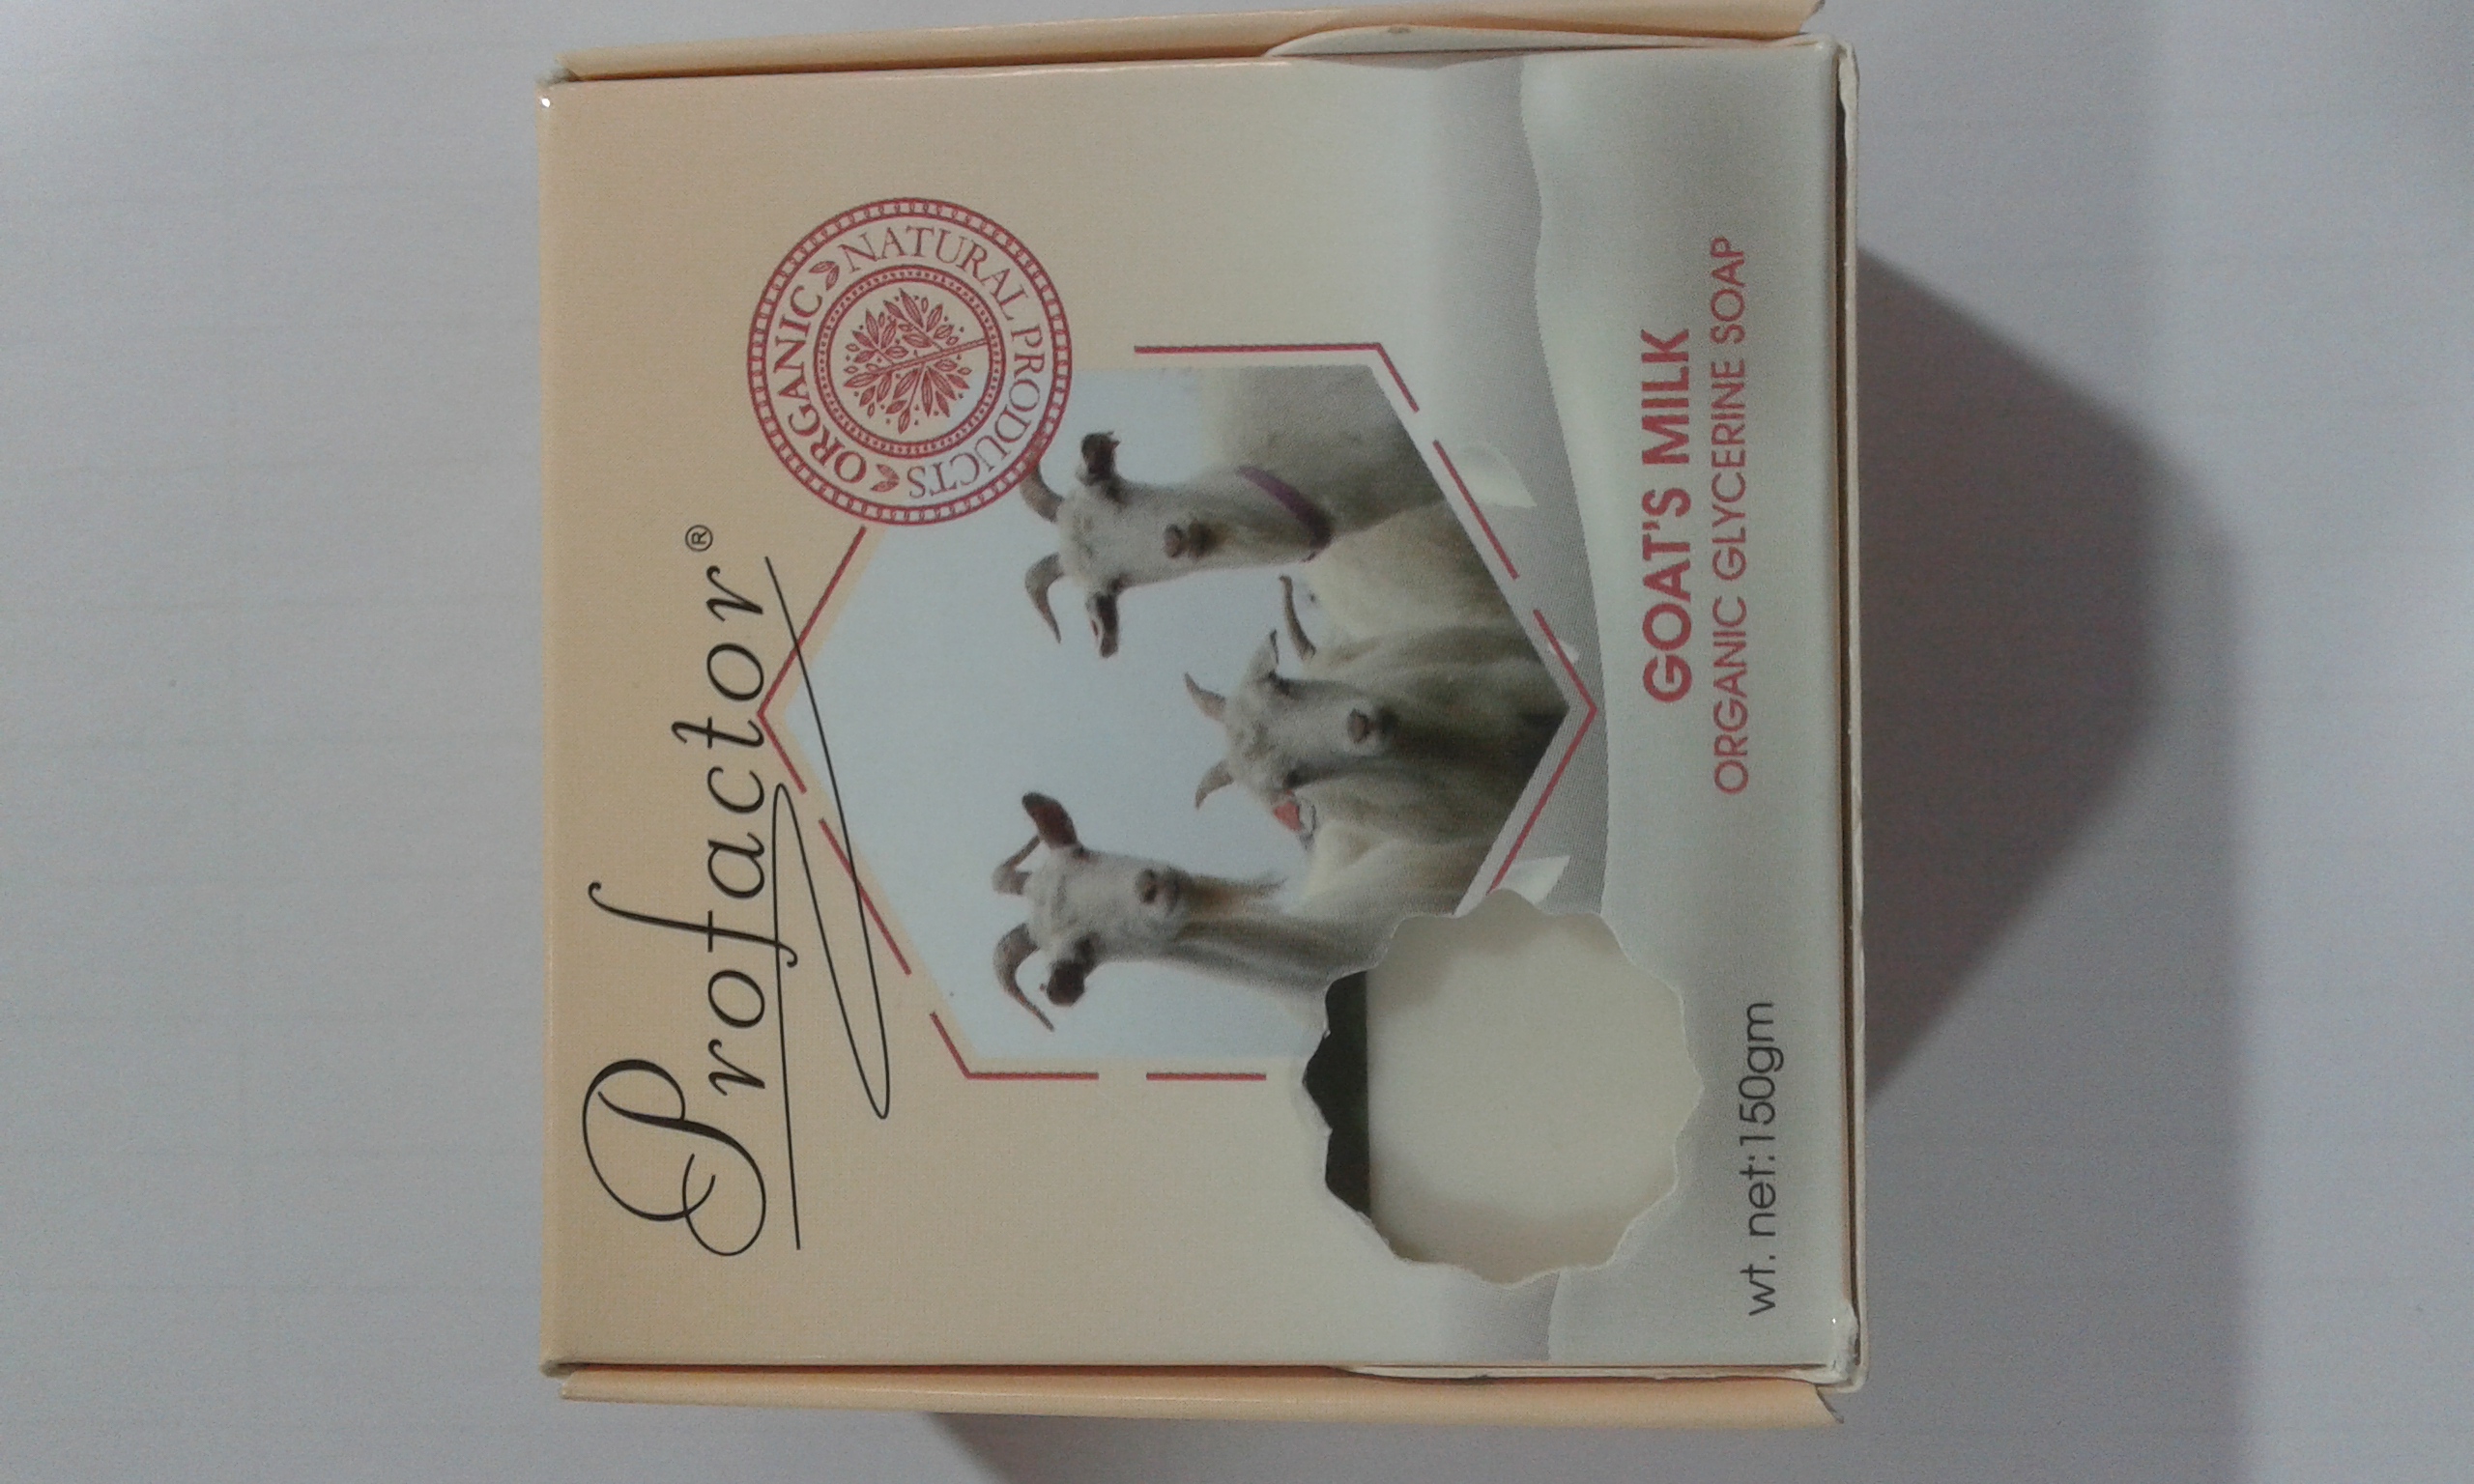 Profactor®
ORGANIC
NATURAL PRODUCTS
GOAT'S MILK
ORGANIC GLYCERINE SOAP
wt. net:150gm